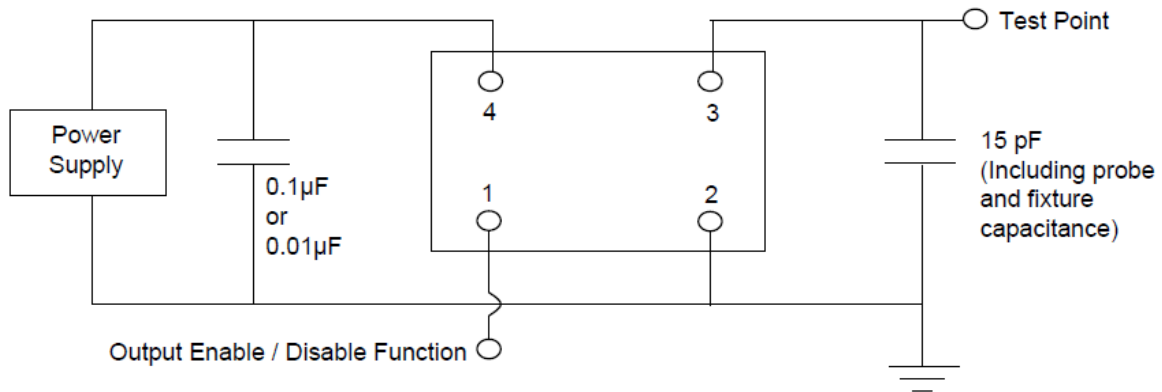 Test Point
4
3
Power
Supply
15 pF
(Including probe
and fixture
capacitance)
0.1µF
or
0.01µF
1
2
Output Enable / Disable Function